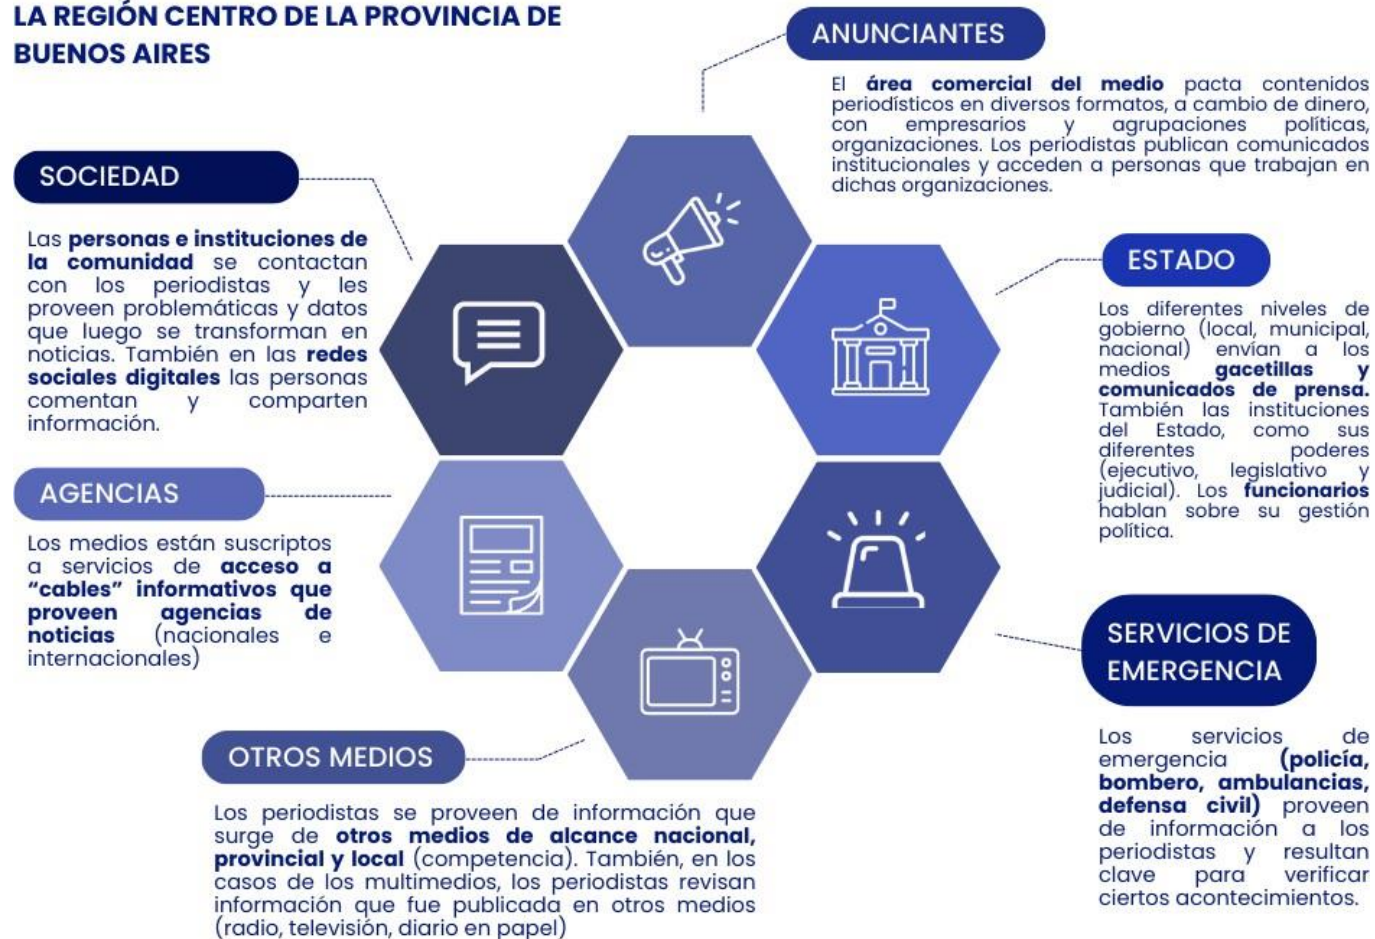 LA REGIÓN CENTRO DE LA PROVINCIA DE
BUENOS AIRES
ANUNCIANTES
El área comercial del medio pacta contenidos
periodísticos en diversos formatos, a cambio de dinero,
con empresarios y agrupaciones políticas,
organizaciones. Los periodistas publican comunicados
institucionales y acceden a personas que trabajan en
dichas organizaciones.
SOCIEDAD
Las personas e instituciones de
la comunidad se contactan
con los periodistas y les
proveen problemáticas y datos
que luego se transforman en
noticias. También en las redes
sociales digitales las personas
comentan y comparten
información.
ESTADO
Los diferentes niveles de
gobierno (local, municipal,
nacional) envían a los
medios gacetillas y
comunicados de prensa.
También las instituciones
del Estado, como sus
diferentes poderes
(ejecutivo, legislativo y
judicial). Los funcionarios
hablan sobre su gestión
política.
AGENCIAS
Los medios están suscriptos
a servicios de acceso a
“cables” informativos que
proveen agencias de
noticias (nacionales e
internacionales)
SERVICIOS DE
EMERGENCIA
Los servicios de
emergencia (policía,
bombero, ambulancias,
defensa civil) proveen
de información a los
periodistas y resultan
clave para verificar
ciertos acontecimientos.
OTROS MEDIOS
Los periodistas se proveen de información que
surge de otros medios de alcance nacional,
provincial y local (competencia). También, en los
casos de los multimedios, los periodistas revisan
información que fue publicada en otros medios
(radio, televisión, diario en papel)